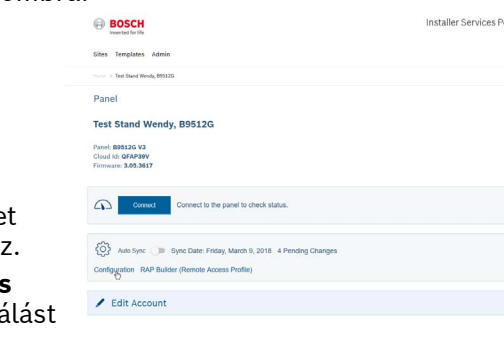 BOSCH
Invented for life
Installer Services P
Sites Templates Admin
Home > Test Stand Wendy, B9512G
Panel
Test Stand Wendy, B9512G
Panel: B9512G V3
Cloud Id: QFAP39V
Firmware: 3.05.3617
et
Connect Connect to the panel to check status.
z.
Auto Sync Sync Date: Friday, March 9, 2018 4 Pending Changes
s
Configuration RAP Builder (Remote Access Profile)
álást
Edit Account